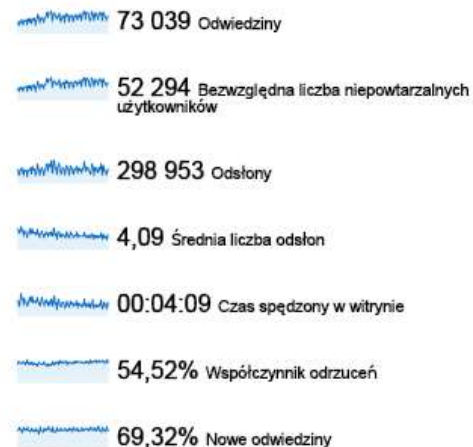 73 039 Odwiedziny
52 294 Bezwzględna liczba niepowtarzalnych
użytkowników
298 953 Odsłony
4,09 Średnia liczba odsłon
00:04:09 Czas spędzony w witrynie
54,52% Współczynnik odrzuceń
69,32% Nowe odwiedziny